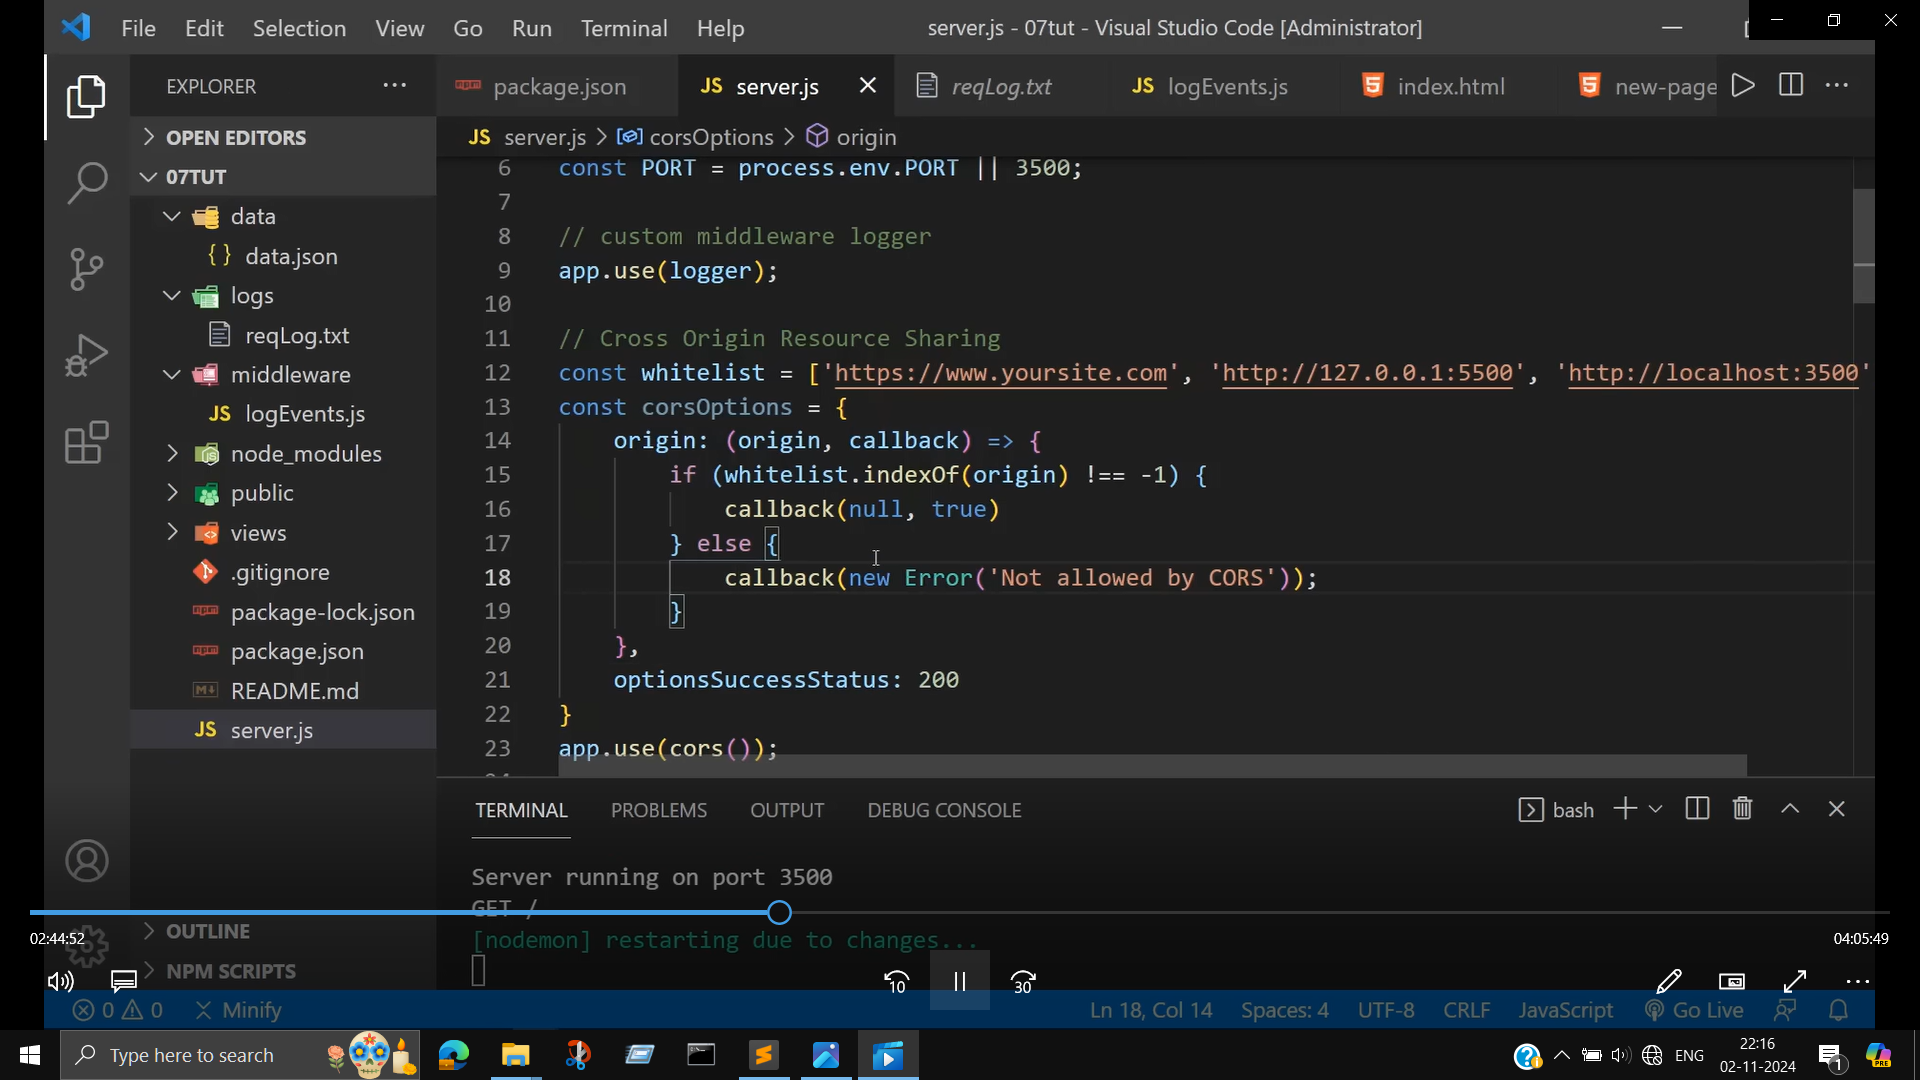 File Edit Selection View Go Run Terminal Help
server.js - 07tut - Visual Studio Code [Administrator]
EXPLORER
package.json
JS server.js
reqLog.txt
JS logEvents.js
index.html
new-page
OPEN EDITORS
JS server.js > corsOptions > origin
07TUT
data
{} data.json
logs
reqLog.txt
middleware
JS logEvents.js
node_modules
public
views
.gitignore
package-lock.json
package.json
README.md
JS server.js
OUTLINE
NPM SCRIPTS
6 const PORT = process.env.PORT || 3500;
7
8 // custom middleware logger
9 app.use(logger);
10
11 // Cross Origin Resource Sharing
12 const whitelist = ['https://www.yoursite.com', 'http://127.0.0.1:5500', 'http://localhost:3500'
13 const corsOptions = {
14 origin: (origin, callback) => {
15 if (whitelist.indexOf(origin) !== -1) {
16 callback(null, true)
17 } else {
18 callback(new Error('Not allowed by CORS'));
19 }
20 },
21 optionsSuccessStatus: 200
22 }
23 app.use(cors());
TERMINAL PROBLEMS OUTPUT DEBUG CONSOLE
bash
Server running on port 3500
GET /
[nodemon] restarting due to changes...
02:44:52
04:05:49
10
30
0 0 Minify
Ln 18, Col 14 Spaces: 4 UTF-8 CRLF JavaScript Go Live
Type here to search
ENG
22:16
02-11-2024
1
PRE